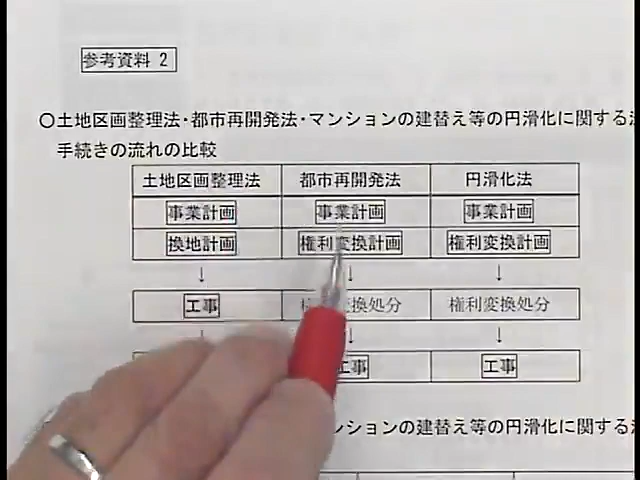 参考資料 2
○土地区画整理法・都市再開発法・マンションの建替え等の円滑化に関する
手続きの流れの比較
土地区画整理法 都市再開発法 円滑化法
事業計画 事業計画 事業計画
換地計画 権利変換計画 権利変換計画
↓ ↓ ↓
工事 変換処分 権利変換処分
↓ ↓ ↓
工事 工事
ンションの建替え等の円滑化に関する